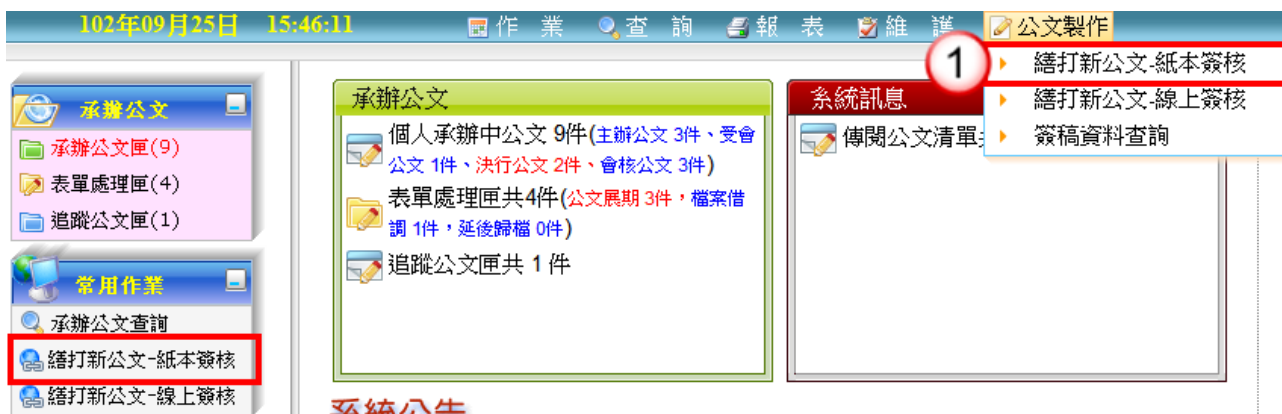 102年09月25日 15:46:11 作 業 查 詢 報 表 維 護 公文製作
1
繕打新公文-紙本簽核
繕打新公文-線上簽核
簽稿資料查詢
承辦公文
承辦公文匣(9)
表單處理匣(4)
追蹤公文匣(1)
常用作業
承辦公文查詢
繕打新公文-紙本簽核
繕打新公文-線上簽核
承辦公文
個人承辦中公文 9件(主辦公文 3件、受會
公文 1件、決行公文 2件、會核公文 3件)
表單處理匣共4件(公文展期 3件，檔案借
調 1件，延後歸檔 0件)
追蹤公文匣共 1 件
系統訊息
傳閱公文清單
系統公告